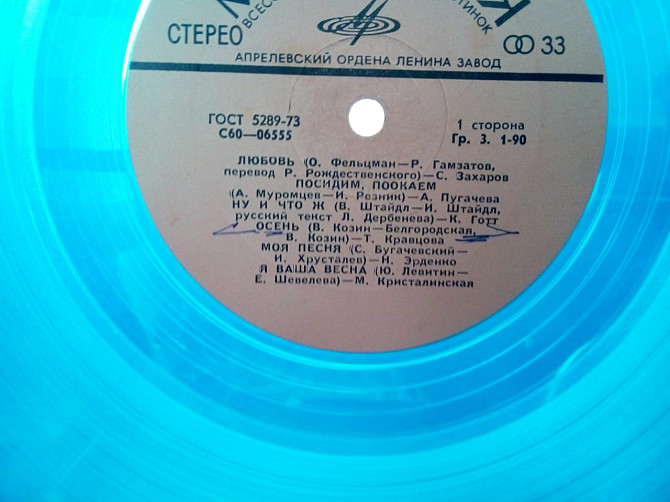 СТЕРЕО
33
АПРЕЛЕВСКИЙ ОРДЕНА ЛЕНИНА ЗАВОД
ГОСТ 5289-73
С60—06555
1 сторона
Гр. 3. 1-90
ЛЮБОВЬ (О. Фельцман—Р. Гамзатов,
перевод Р. Рождественского)—С. Захаров
ПОСИДИМ, ПООКАЕМ
(А. Муромцев—И. Резник)—А. Пугачева
НУ И ЧТО Ж (В. Штайдл—И. Штайдл,
русский текст Л. Дербенева)—К. Готт
ОСЕНЬ (В. Козин—Белгородская,
В. Козин)—Т. Кравцова
МОЯ ПЕСНЯ (С. Бугачевский—
И. Хрусталев)—Н. Эрденко
Я ВАША ВЕСНА (Ю. Левитин—
Е. Шевелева)—М. Кристалинская